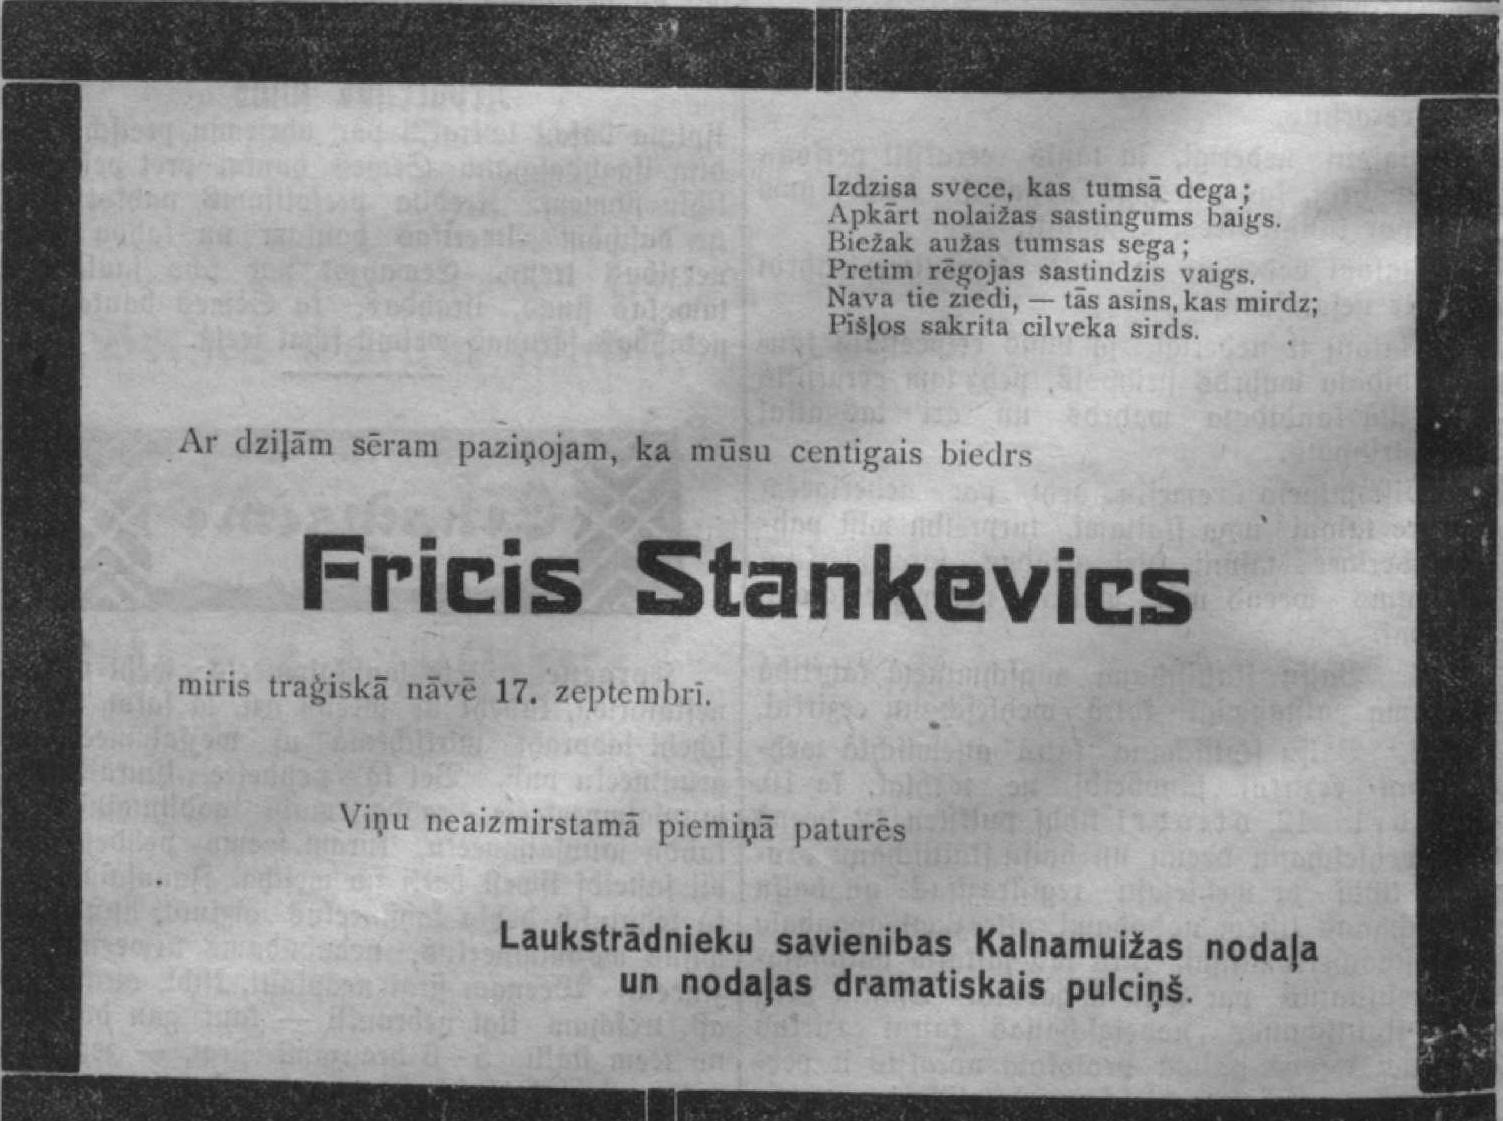 Izdzisa svece, kas tumsā dega;
Apkārt nolaižas sastingums baigs.
Biežak aužas tumsas sega;
Pretim rēgojas sastindzis vaigs.
Nava tie ziedi, — tās asins, kas mirdz;
Pīšļos sakrita cilveka sirds.
Ar dziļām sēram paziņojam, ka mūsu centigais biedrs
Fricis Stankevics
miris traģiskā nāvē 17. zeptembrī.
Viņu neaizmirstamā piemiņā paturēs
Laukstrādnieku savienibas Kalnamuižas nodaļa
un nodaļas dramatiskais pulciņš.